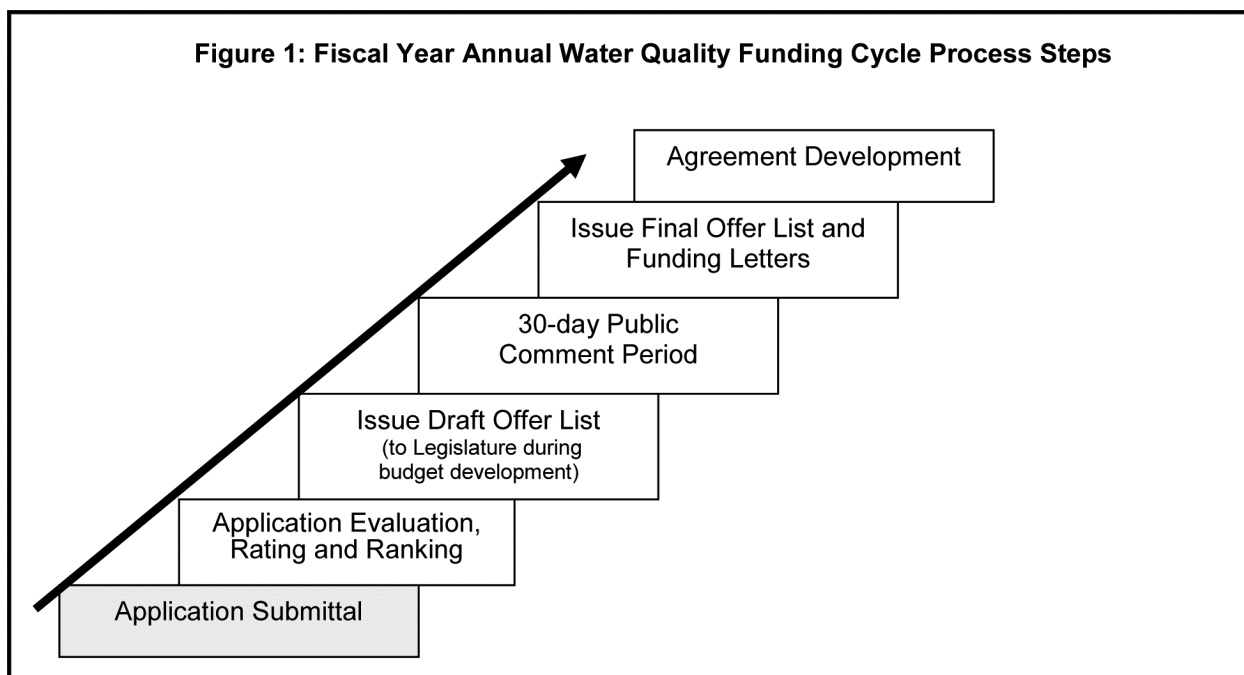 Figure 1: Fiscal Year Annual Water Quality Funding Cycle Process Steps
Agreement Development
Issue Final Offer List and
Funding Letters
30-day Public
Comment Period
Issue Draft Offer List
(to Legislature during
budget development)
Application Evaluation,
Rating and Ranking
Application Submittal